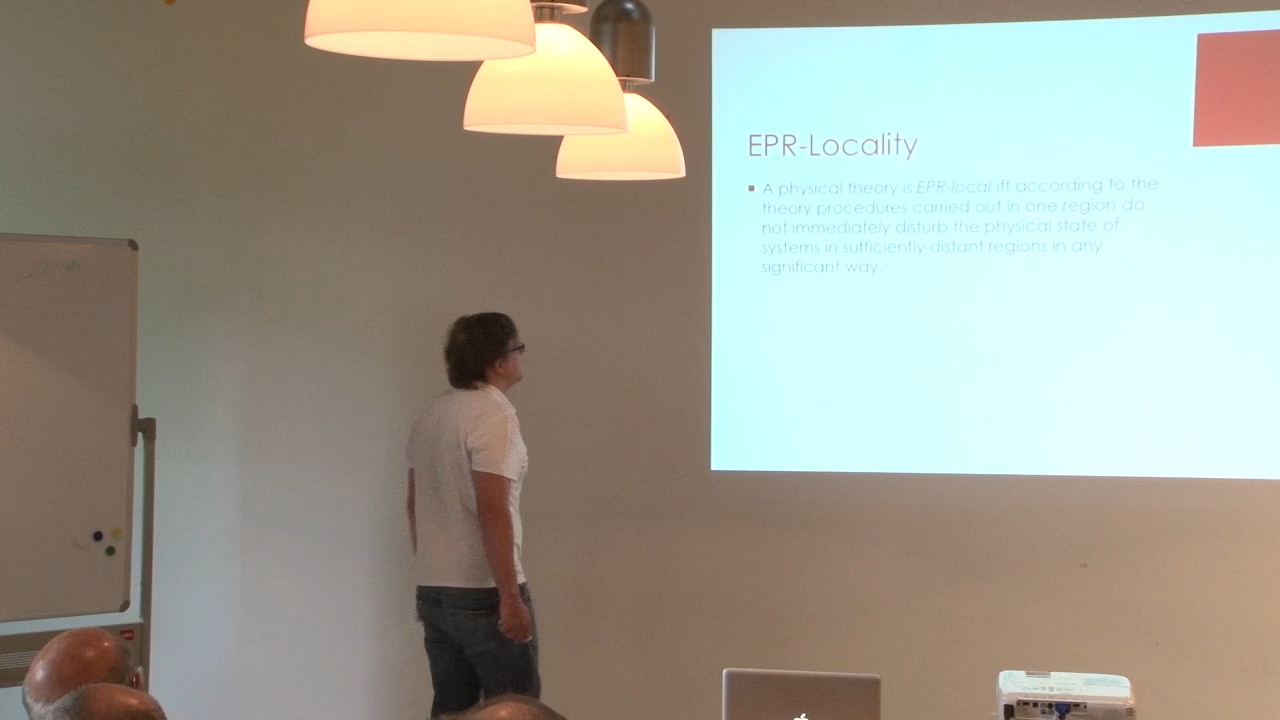 EPR-Locality
A physical theory is EPR-local iff according to the
theory procedures carried out in one region do
not immediately disturb the physical state of
systems in sufficiently distant regions in any
significant way.